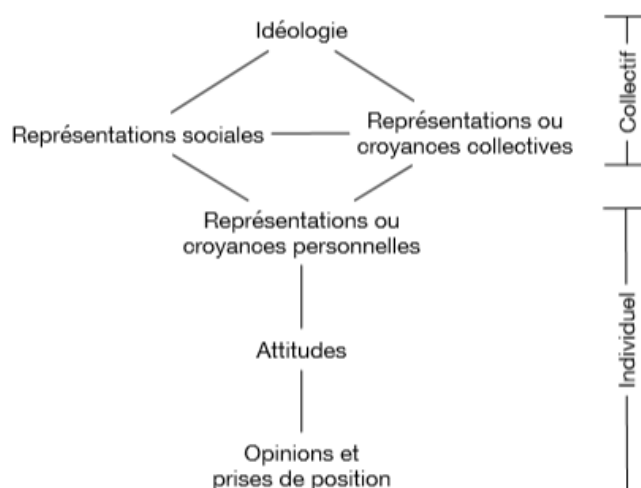 Idéologie
Représentations sociales
Représentations ou
croyances collectives
Collectif
Représentations ou
croyances personnelles
Attitudes
Opinions et
prises de position
Individuel